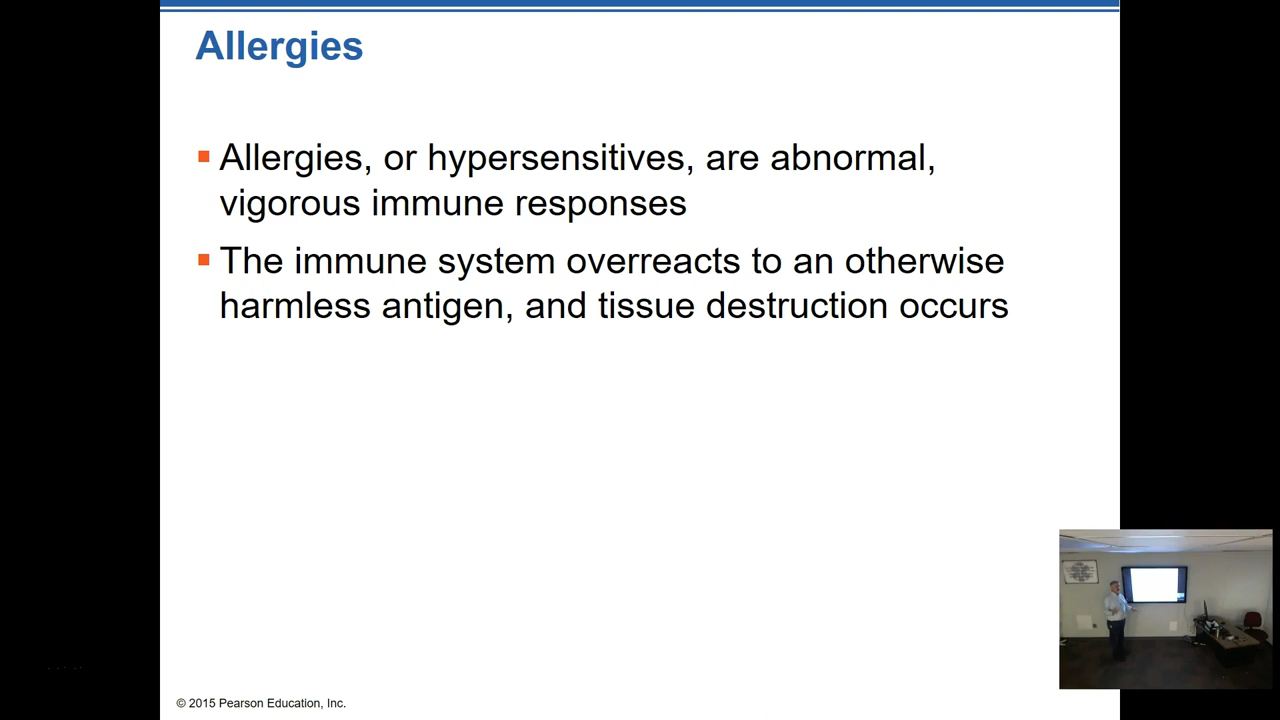 Allergies
Allergies, or hypersensitives, are abnormal,
vigorous immune responses
The immune system overreacts to an otherwise
harmless antigen, and tissue destruction occurs
© 2015 Pearson Education, Inc.